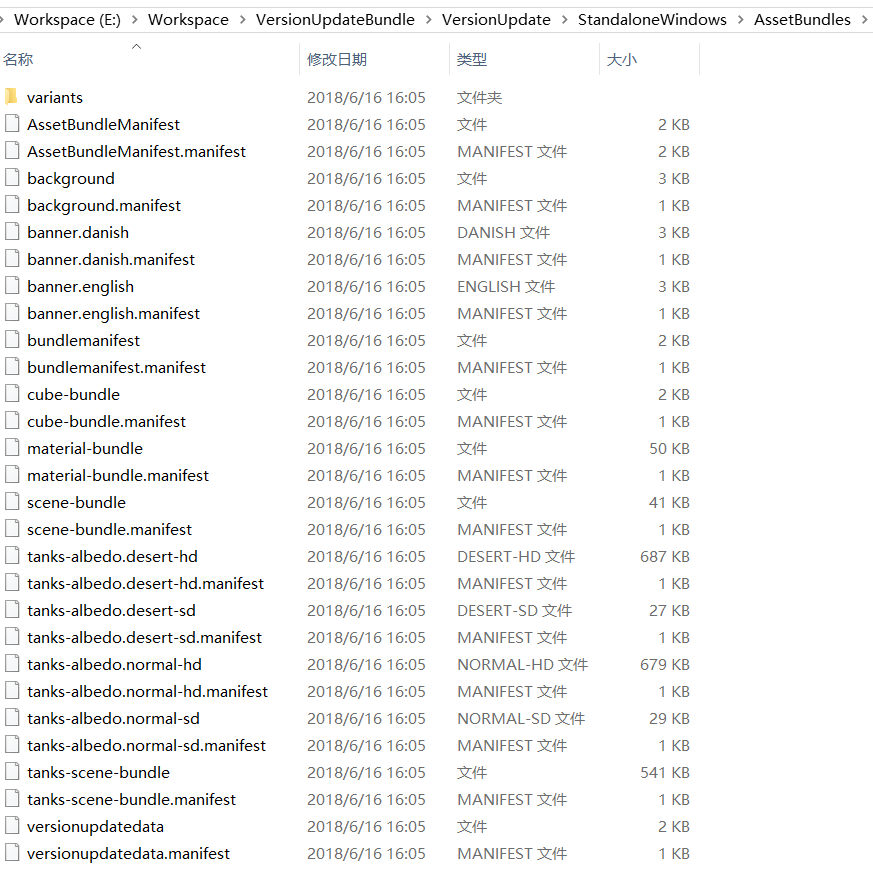 Workspace (E:) > Workspace > VersionUpdateBundle > VersionUpdate > StandaloneWindows > AssetBundles >
名称 修改日期 类型 大小
variants 2018/6/16 16:05 文件夹
AssetBundleManifest 2018/6/16 16:05 文件 2 KB
AssetBundleManifest.manifest 2018/6/16 16:05 MANIFEST 文件 2 KB
background 2018/6/16 16:05 文件 3 KB
background.manifest 2018/6/16 16:05 MANIFEST 文件 1 KB
banner.danish 2018/6/16 16:05 DANISH 文件 3 KB
banner.danish.manifest 2018/6/16 16:05 MANIFEST 文件 1 KB
banner.english 2018/6/16 16:05 ENGLISH 文件 3 KB
banner.english.manifest 2018/6/16 16:05 MANIFEST 文件 1 KB
bundlemanifest 2018/6/16 16:05 文件 2 KB
bundlemanifest.manifest 2018/6/16 16:05 MANIFEST 文件 1 KB
cube-bundle 2018/6/16 16:05 文件 2 KB
cube-bundle.manifest 2018/6/16 16:05 MANIFEST 文件 1 KB
material-bundle 2018/6/16 16:05 文件 50 KB
material-bundle.manifest 2018/6/16 16:05 MANIFEST 文件 1 KB
scene-bundle 2018/6/16 16:05 文件 41 KB
scene-bundle.manifest 2018/6/16 16:05 MANIFEST 文件 1 KB
tanks-albedo.desert-hd 2018/6/16 16:05 DESERT-HD 文件 687 KB
tanks-albedo.desert-hd.manifest 2018/6/16 16:05 MANIFEST 文件 1 KB
tanks-albedo.desert-sd 2018/6/16 16:05 DESERT-SD 文件 27 KB
tanks-albedo.desert-sd.manifest 2018/6/16 16:05 MANIFEST 文件 1 KB
tanks-albedo.normal-hd 2018/6/16 16:05 NORMAL-HD 文件 679 KB
tanks-albedo.normal-hd.manifest 2018/6/16 16:05 MANIFEST 文件 1 KB
tanks-albedo.normal-sd 2018/6/16 16:05 NORMAL-SD 文件 29 KB
tanks-albedo.normal-sd.manifest 2018/6/16 16:05 MANIFEST 文件 1 KB
tanks-scene-bundle 2018/6/16 16:05 文件 541 KB
tanks-scene-bundle.manifest 2018/6/16 16:05 MANIFEST 文件 1 KB
versionupdatedata 2018/6/16 16:05 文件 2 KB
versionupdatedata.manifest 2018/6/16 16:05 MANIFEST 文件 1 KB